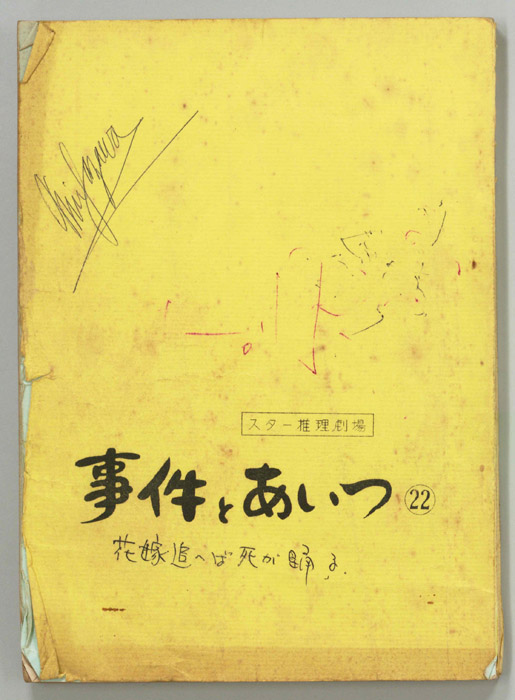 スター推理劇場
事件とあいつ 22
花嫁追へば死が踊る